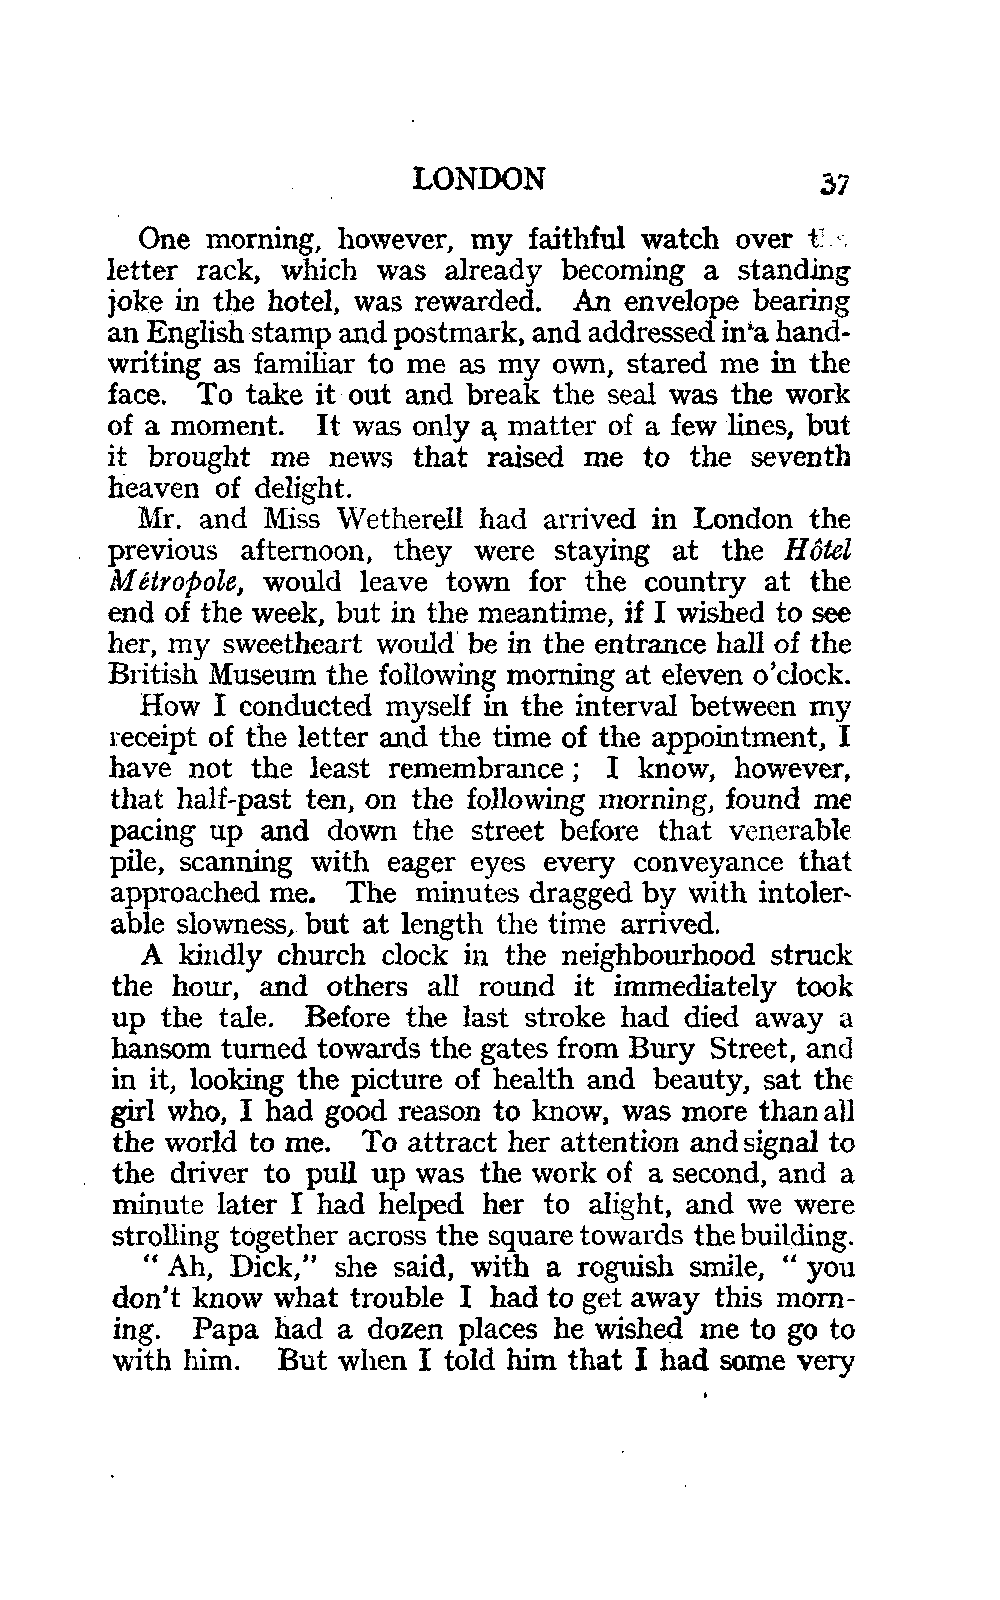 LONDON 37
One morning, however, my faithful watch over
letter rack, which was already becoming a standing
joke in the hotel, was rewarded. An envelope bearing
an English stamp and postmark, and addressed in a hand-
writing as familiar to me as my own, stared me in the
face. To take it out and break the seal was the work
of a moment. It was only a matter of a few lines, but
it brought me news that raised me to the seventh
heaven of delight.
Mr. and Miss Wetherell had arrived in London the
previous afternoon, they were staying at the Hôtel
Métropole, would leave town for the country at the
end of the week, but in the meantime, if I wished to see
her, my sweetheart would be in the entrance hall of the
British Museum the following morning at eleven o'clock.
How I conducted myself in the interval between my
receipt of the letter and the time of the appointment, I
have not the least remembrance ; I know, however,
that half-past ten, on the following morning, found me
pacing up and down the street before that venerable
pile, scanning with eager eyes every conveyance that
approached me. The minutes dragged by with intoler-
able slowness, but at length the time arrived.
A kindly church clock in the neighbourhood struck
the hour, and others all round it immediately took
up the tale. Before the last stroke had died away a
hansom turned towards the gates from Bury Street, and
in it, looking the picture of health and beauty, sat the
girl who, I had good reason to know, was more than all
the world to me. To attract her attention and signal to
the driver to pull up was the work of a second, and a
minute later I had helped her to alight, and we were
strolling together across the square towards the building.
" Ah, Dick," she said, with a roguish smile, " you
don't know what trouble I had to get away this morn-
ing. Papa had a dozen places he wished me to go to
with him. But when I told him that I had some very